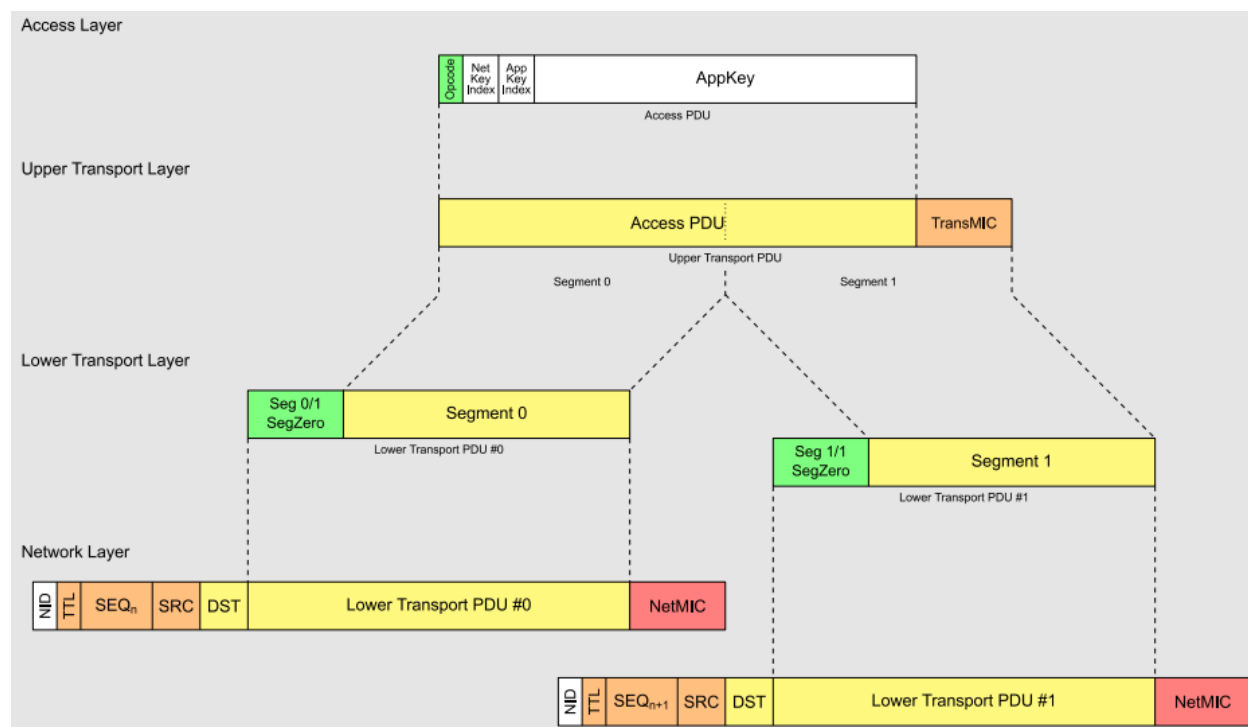 Access Layer
Opcode
Net
Key
Index
App
Key
Index
AppKey
Access PDU
Upper Transport Layer
Access PDU
TransMIC
Upper Transport PDU
Segment 0
Segment 1
Lower Transport Layer
Seg 0/1
SegZero
Segment 0
Lower Transport PDU #0
Seg 1/1
SegZero
Segment 1
Lower Transport PDU #1
Network Layer
NID
TTL
SEQn
SRC
DST
Lower Transport PDU #0
NetMIC
NID
TTL
SEQn+1
SRC
DST
Lower Transport PDU #1
NetMIC